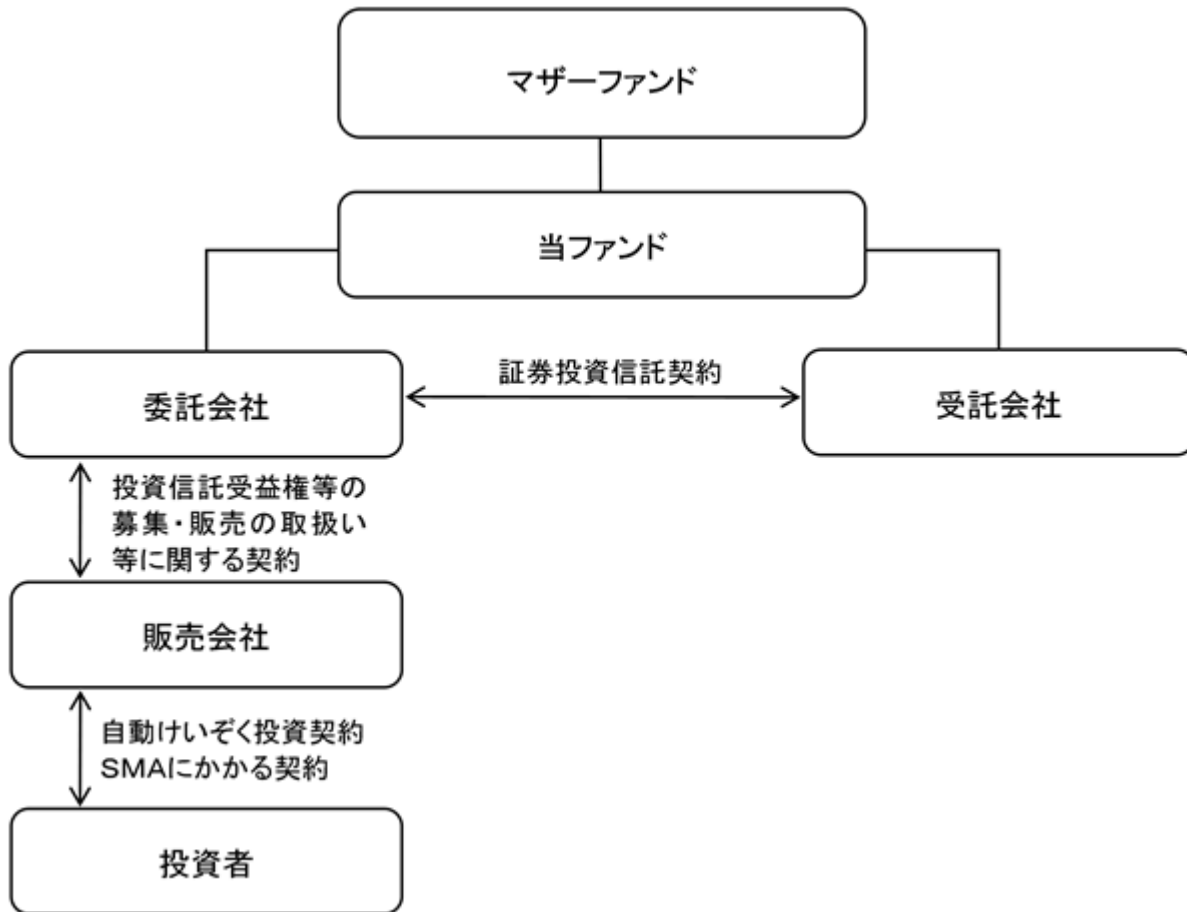 マザーファンド
当ファンド
委託会社
証券投資信託契約
受託会社
投資信託受益権等の
募集・販売の取扱い
等に関する契約
販売会社
自動けいぞく投資契約
SMAにかかる契約
投資者